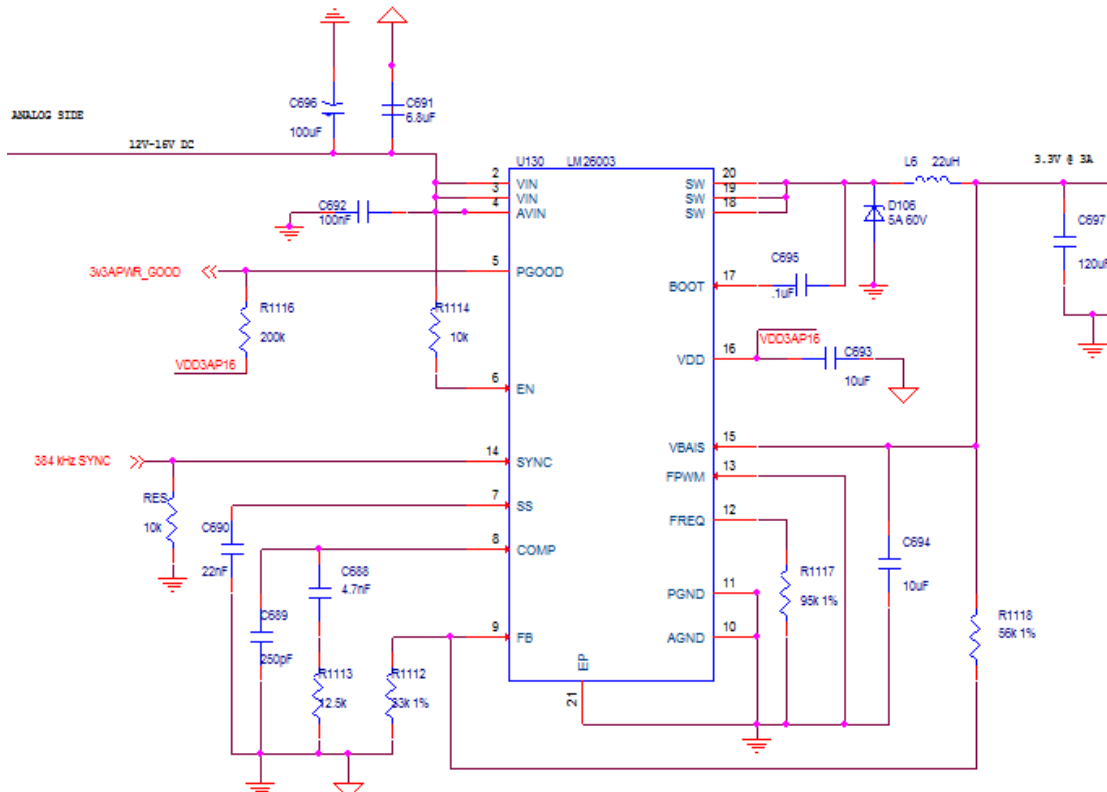 C696
100uF
C691
6.8uF
ANALOG SIDE
12V-16V DC
U130 LM26003
L6 22uH
3.3V @ 3A
2 VIN
3 VIN
4 AVIN
SW 20
SW 19
SW 18
C692
100nF
D106
5A 60V
C697
120uF
3v3APWR_GOOD
5 PGOOD
C695
.1uF
BOOT 17
R1116
200k
R1114
10k
VDD3AP16
VDD 16
VDD3AP16
C693
10uF
6 EN
384 kHz SYNC
14 SYNC
VBAIS 15
FPWM 13
RES
10k
7 SS
FREQ 12
C690
22nF
8 COMP
C688
4.7nF
C694
10uF
R1117
95k 1%
C689
250pF
PGND 11
R1118
56k 1%
9 FB
AGND 10
EP
21
R1113
12.5k
R1112
33k 1%